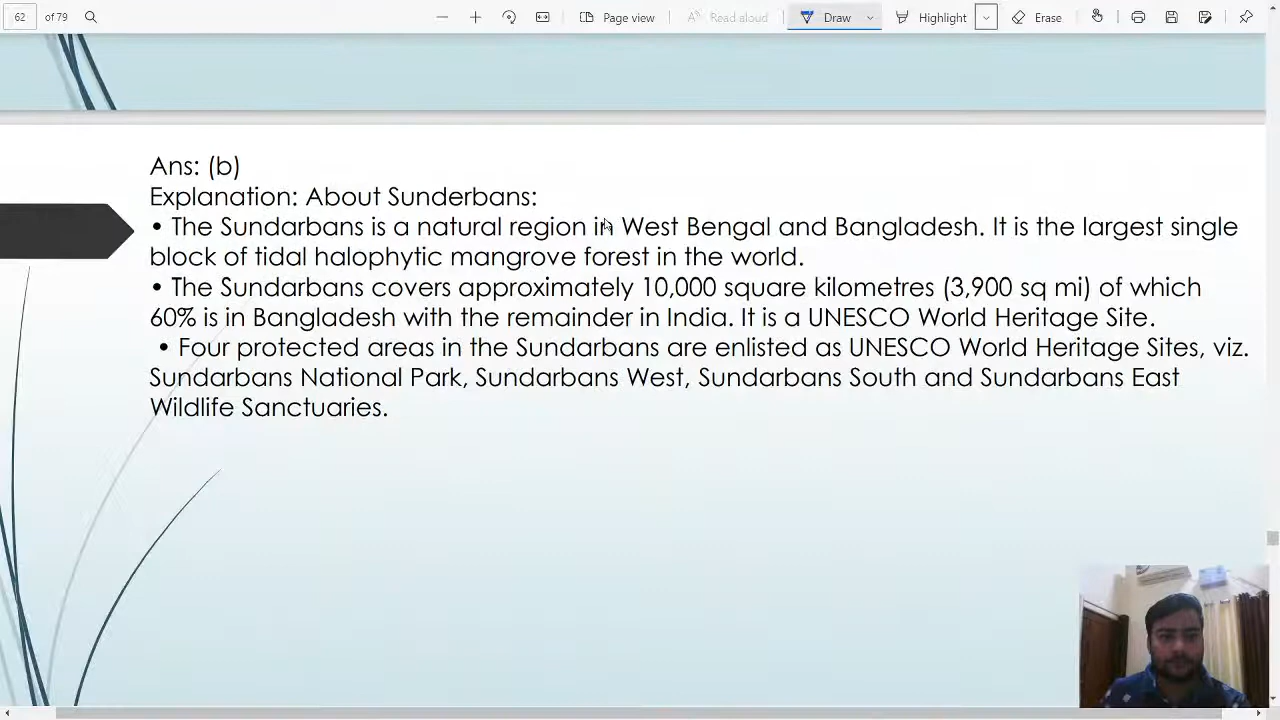 62 of 79 Page view Read aloud Draw Highlight Erase
Ans: (b)
Explanation: About Sunderbans:
• The Sundarbans is a natural region in West Bengal and Bangladesh. It is the largest single
block of tidal halophytic mangrove forest in the world.
• The Sundarbans covers approximately 10,000 square kilometres (3,900 sq mi) of which
60% is in Bangladesh with the remainder in India. It is a UNESCO World Heritage Site.
• Four protected areas in the Sundarbans are enlisted as UNESCO World Heritage Sites, viz.
Sundarbans National Park, Sundarbans West, Sundarbans South and Sundarbans East
Wildlife Sanctuaries.